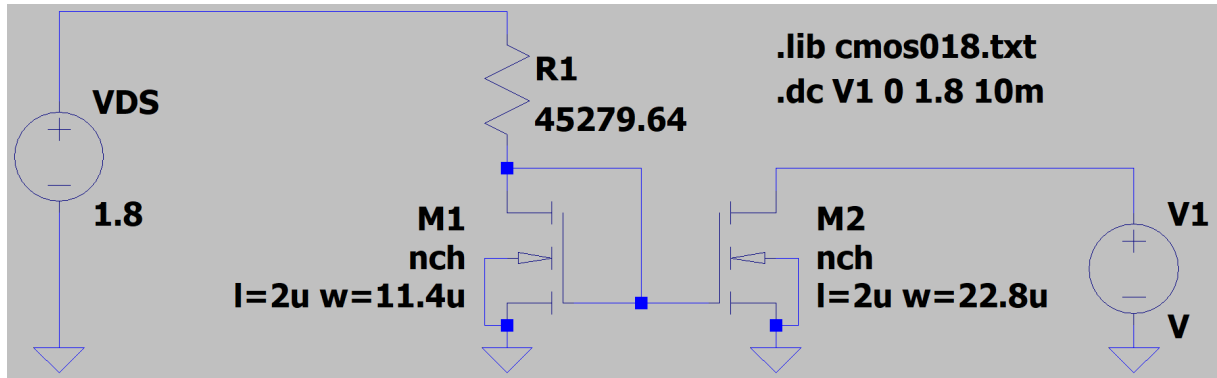 .lib cmos018.txt
.dc V1 0 1.8 10m
R1
45279.64
VDS
1.8
M1
nch
l=2u w=11.4u
M2
nch
l=2u w=22.8u
V1
V